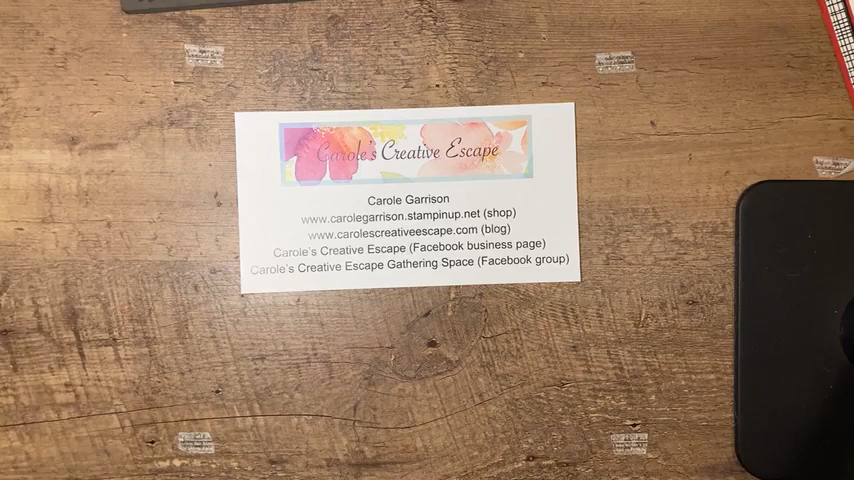 Carole's Creative Escape
Carole Garrison
www.carolegarrison.stampinup.net (shop)
www.carolescreativeescape.com (blog)
Carole's Creative Escape (Facebook business page)
Carole's Creative Escape Gathering Space (Facebook group)